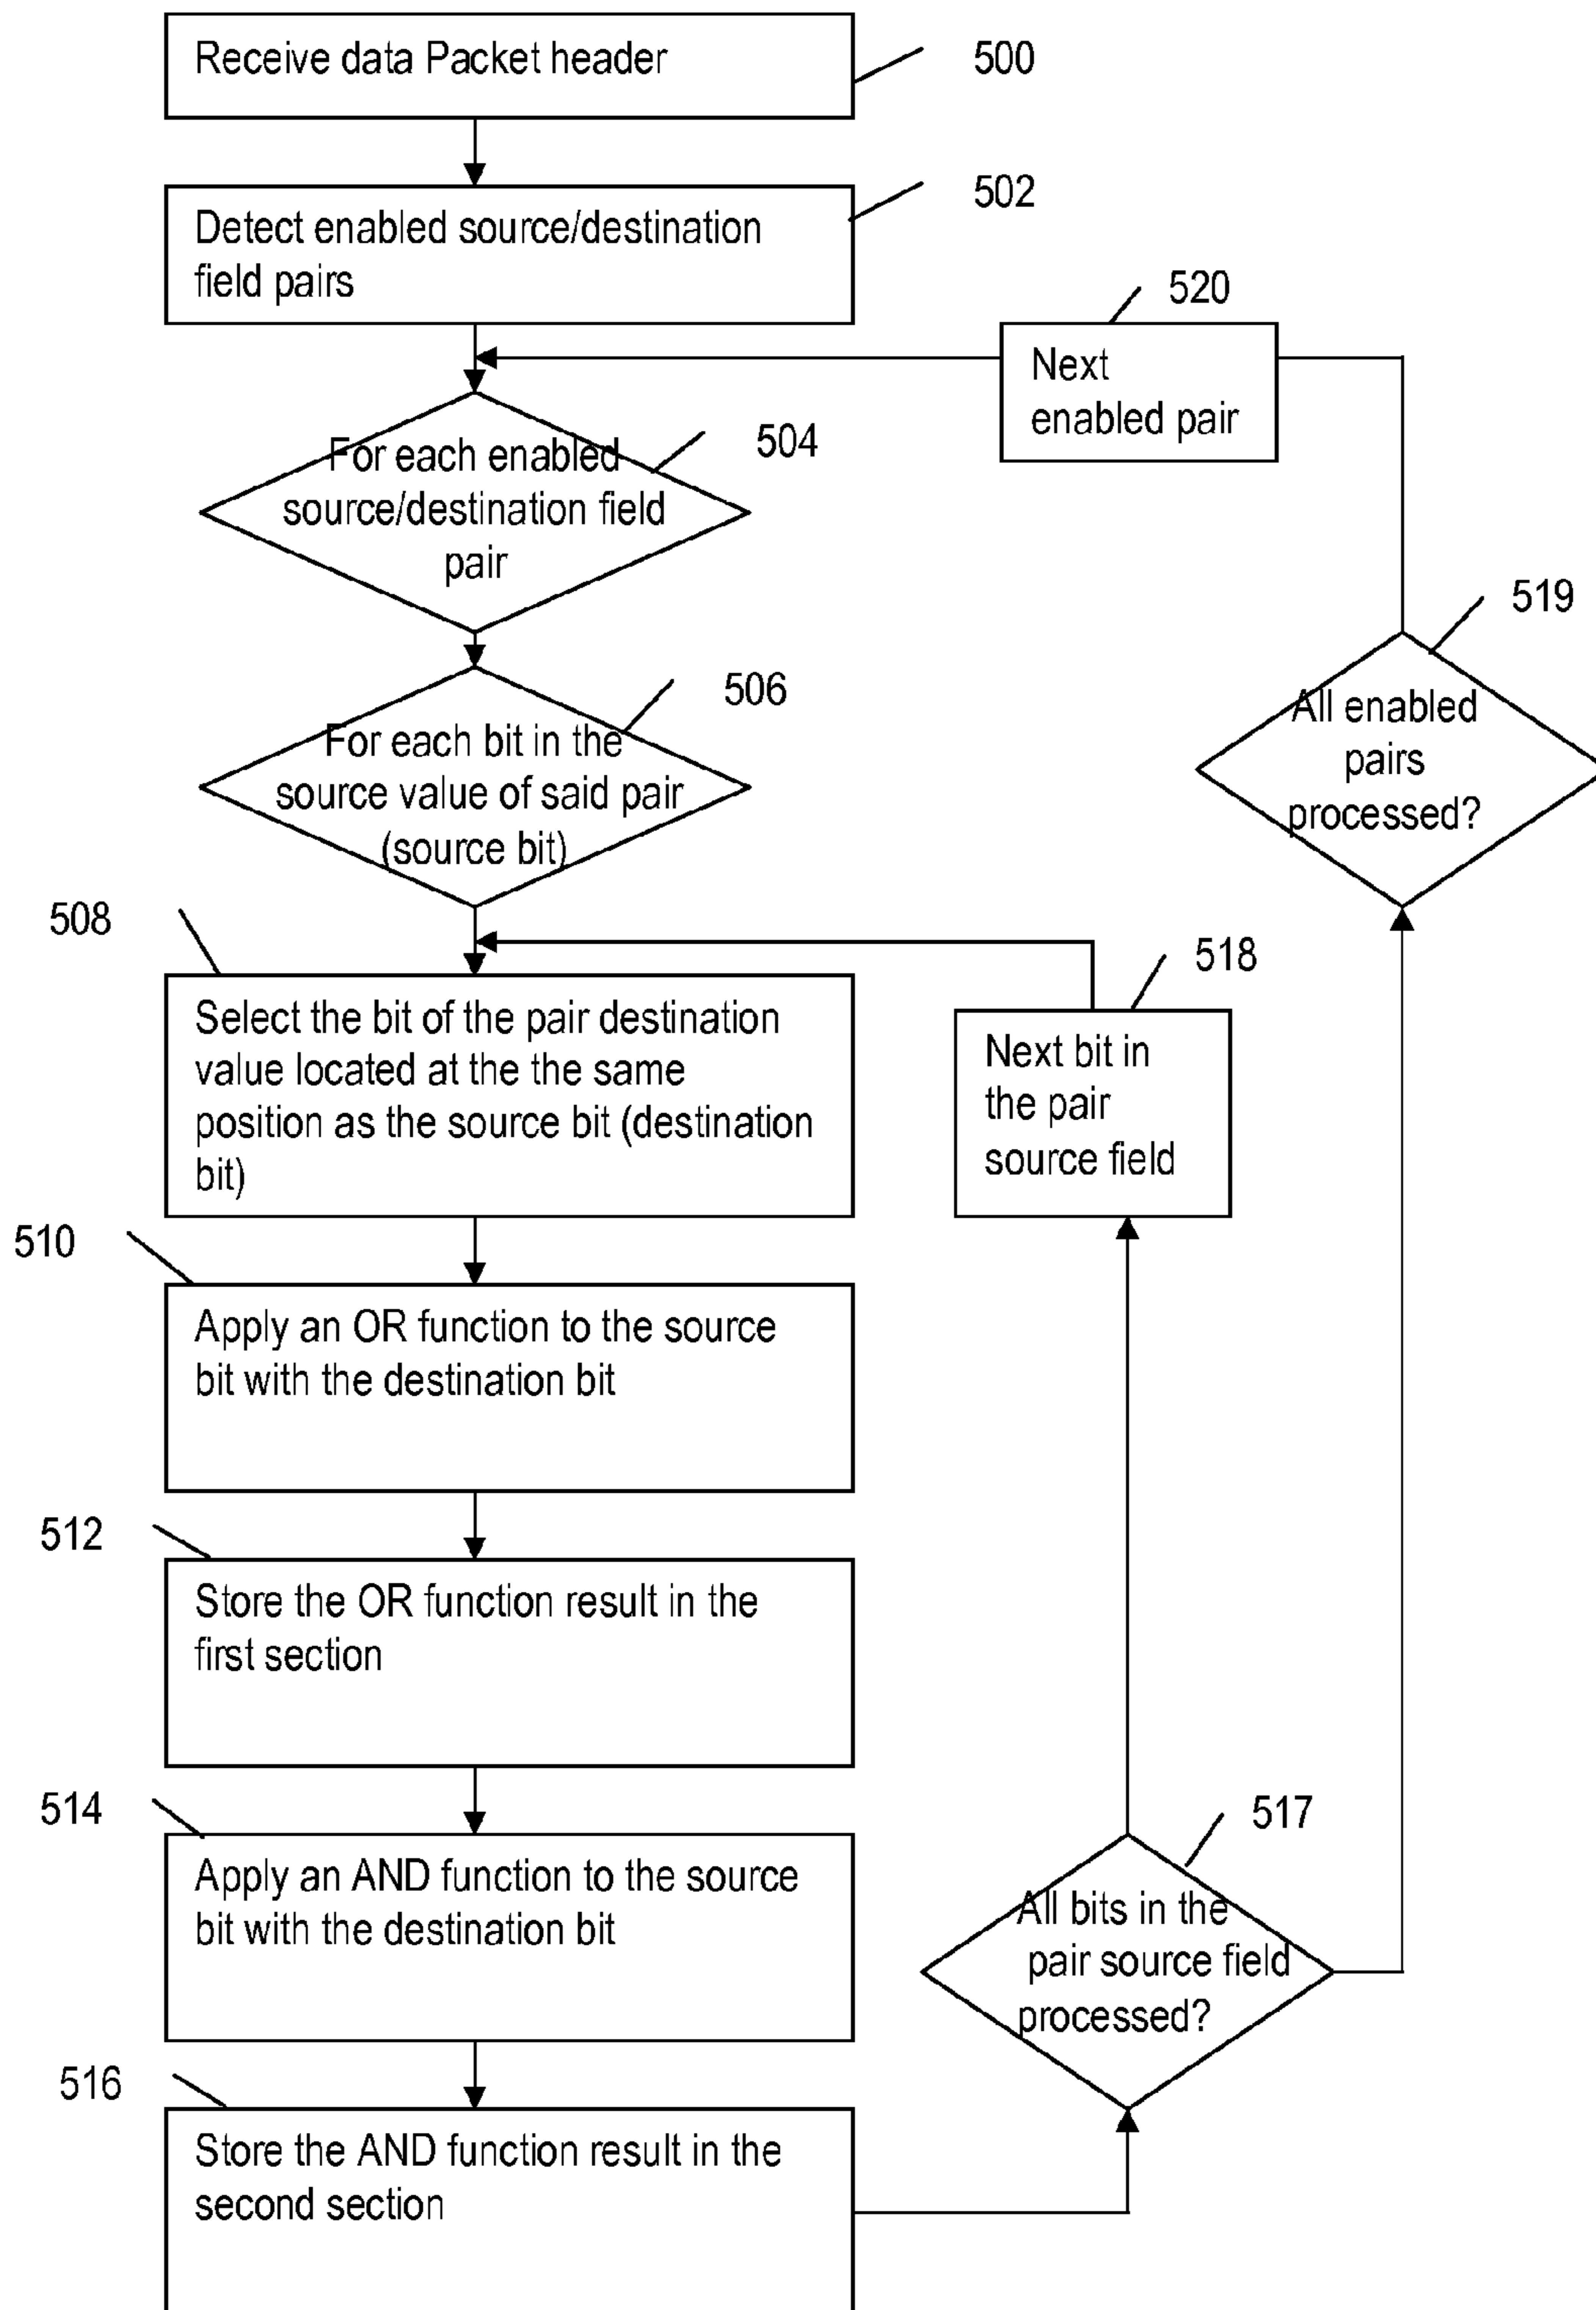 Receive data Packet header
500
502
Detect enabled source/destination
field pairs
520
Next
enabled pair
504
For each enabled
source/destination field
pair
519
All enabled
pairs
processed?
506
For each bit in the
source value of said pair
(source bit)
508
518
Select the bit of the pair destination
value located at the the same
position as the source bit (destination
bit)
Next bit in
the pair
source field
510
Apply an OR function to the source
bit with the destination bit
512
Store the OR function result in the
first section
514
517
Apply an AND function to the source
bit with the destination bit
All bits in the
pair source field
processed?
516
Store the AND function result in the
second section